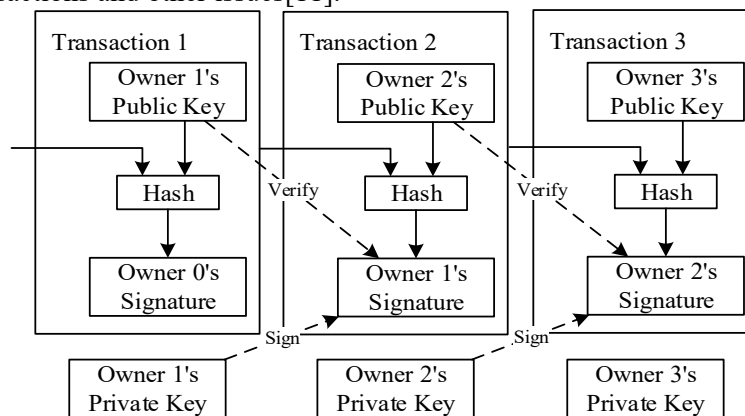 and other
Transaction 1
Owner 1's
Public Key
Hash
Owner 0's
Signature
Transaction 2
Owner 2's
Public Key
Verify
Hash
Owner 1's
Signature
Sign
Transaction 3
Owner 3's
Public Key
Verify
Hash
Owner 2's
Signature
Sign
Owner 1's
Private Key
Owner 2's
Private Key
Owner 3's
Private Key